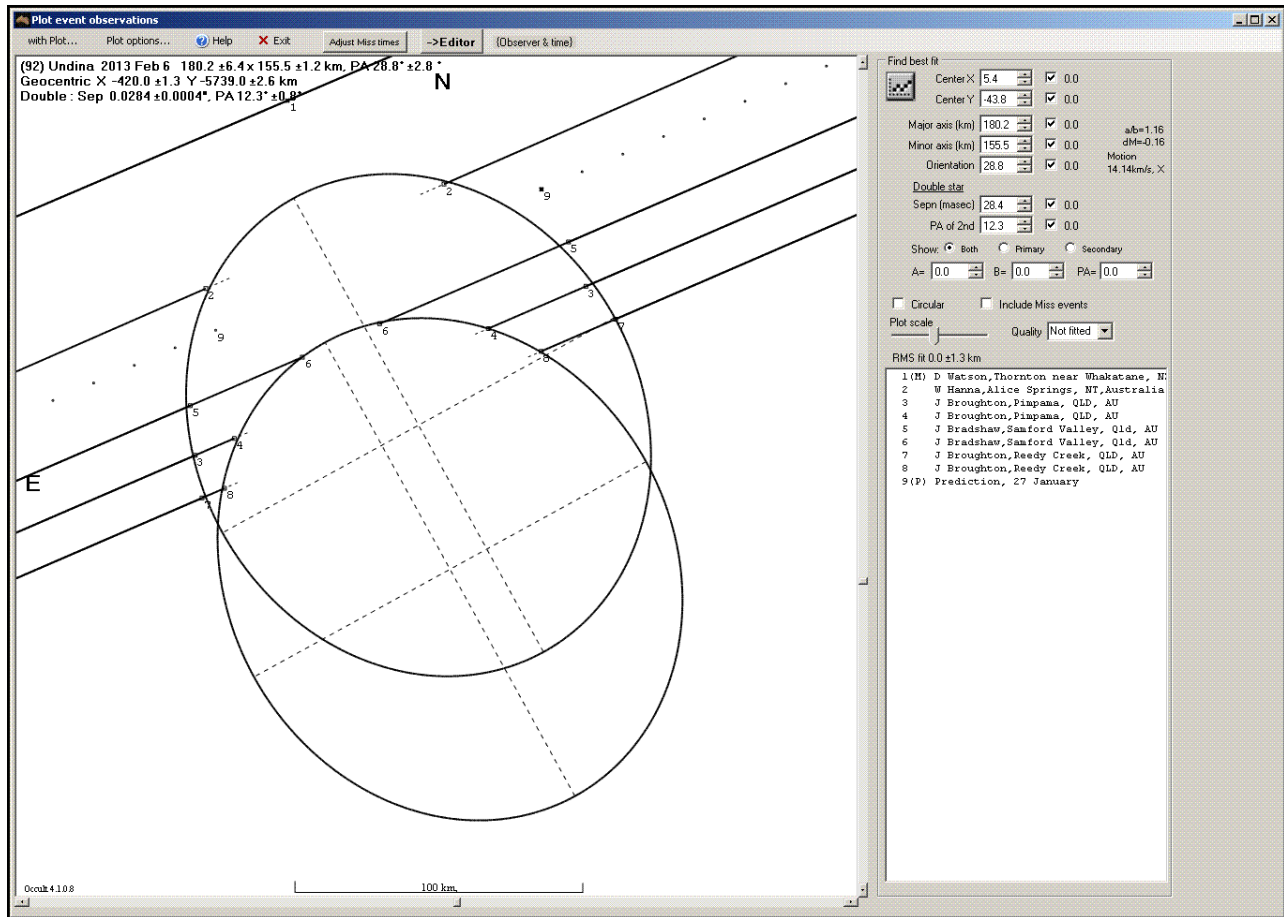 Plot event observations
with Plot... Plot options... Help Exit Adjust Miss times ->Editor {Observer & time}
(92) Undina 2013 Feb 6 180.2 ±6.4 x 155.5 ±1.2 km, PA 28.8° ±2.8 °
Geocentric X -420.0 ±1.3 Y -5739.0 ±2.6 km
Double : Sep 0.0284 ±0.0004", PA 12.3° ±0.8°
N
1
2
9
5
2
3
9
6
4
7
8
6
5
4
3
E
8
7
100 km,
Occult 4.1.0.8
Find best fit
Center X 5.4 0.0
Center Y -43.8 0.0
Major axis (km) 180.2 0.0
a/b=1.16
Minor axis (km) 155.5 0.0
dM=-0.16
Orientation 28.8 0.0
Motion
14.14km/s, X
Double star
Sepn (masec) 28.4 0.0
PA of 2nd 12.3 0.0
Show: Both Primary Secondary
A= 0.0 B= 0.0 PA= 0.0
Circular Include Miss events
Plot scale
Quality Not fitted
RMS fit 0.0 ±1.3 km
1(M) D Watson,Thornton near Whakatane, N
2 W Hanna,Alice Springs, NT,Australia
3 J Broughton,Pimpama, QLD, AU
4 J Broughton,Pimpama, QLD, AU
5 J Bradshaw,Samford Valley, Qld, AU
6 J Bradshaw,Samford Valley, Qld, AU
7 J Broughton,Reedy Creek, QLD, AU
8 J Broughton,Reedy Creek, QLD, AU
9(P) Prediction, 27 January